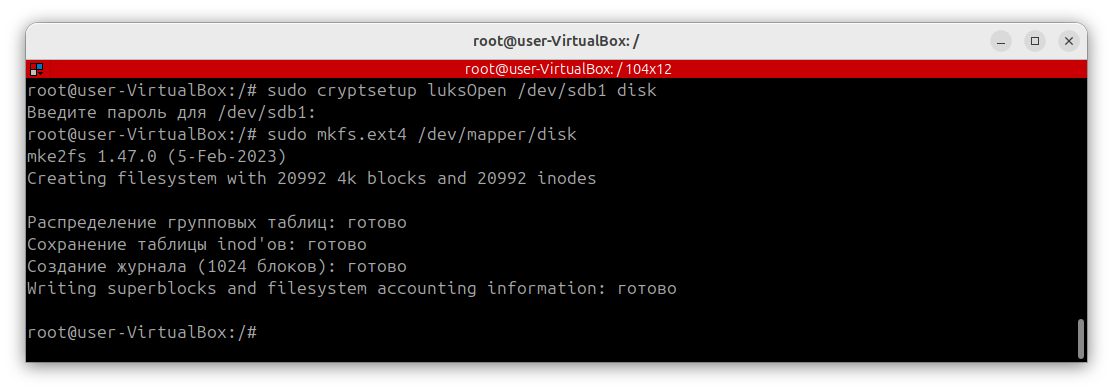 root@user-VirtualBox: /
root@user-VirtualBox: / 104x12
root@user-VirtualBox:/# sudo cryptsetup luksOpen /dev/sdb1 disk
Введите пароль для /dev/sdb1:
root@user-VirtualBox:/# sudo mkfs.ext4 /dev/mapper/disk
mke2fs 1.47.0 (5-Feb-2023)
Creating filesystem with 20992 4k blocks and 20992 inodes
Распределение групповых таблиц: готово
Сохранение таблицы inod'ов: готово
Создание журнала (1024 блоков): готово
Writing superblocks and filesystem accounting information: готово
root@user-VirtualBox:/#